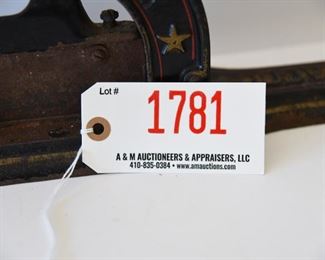 Lot #
1781
A & M AUCTIONEERS & APPRAISERS, LLC
410-835-0384 • www.amauctions.com